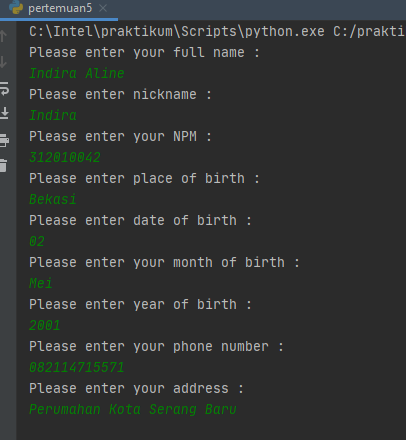 pertemuan5
C:\Intel\praktikum\Scripts\python.exe C:/prakti
Please enter your full name :
Indira Aline
Please enter nickname :
Indira
Please enter your NPM :
312010042
Please enter place of birth :
Bekasi
Please enter date of birth :
02
Please enter your month of birth :
Mei
Please enter year of birth :
2001
Please enter your phone number :
082114715571
Please enter your address :
Perumahan Kota Serang Baru